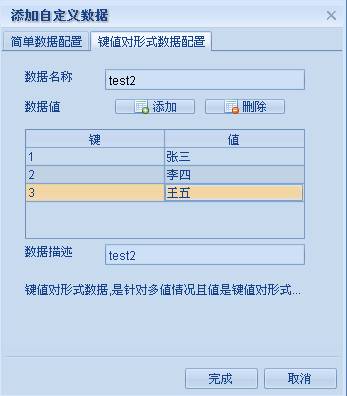 添加自定义数据
简单数据配置 键值对形式数据配置
数据名称 test2
数据值 添加 删除
键 值
1 张三
2 李四
3 王五
数据描述 test2
键值对形式数据,是针对多值情况且值是键值对形式...
完成 取消